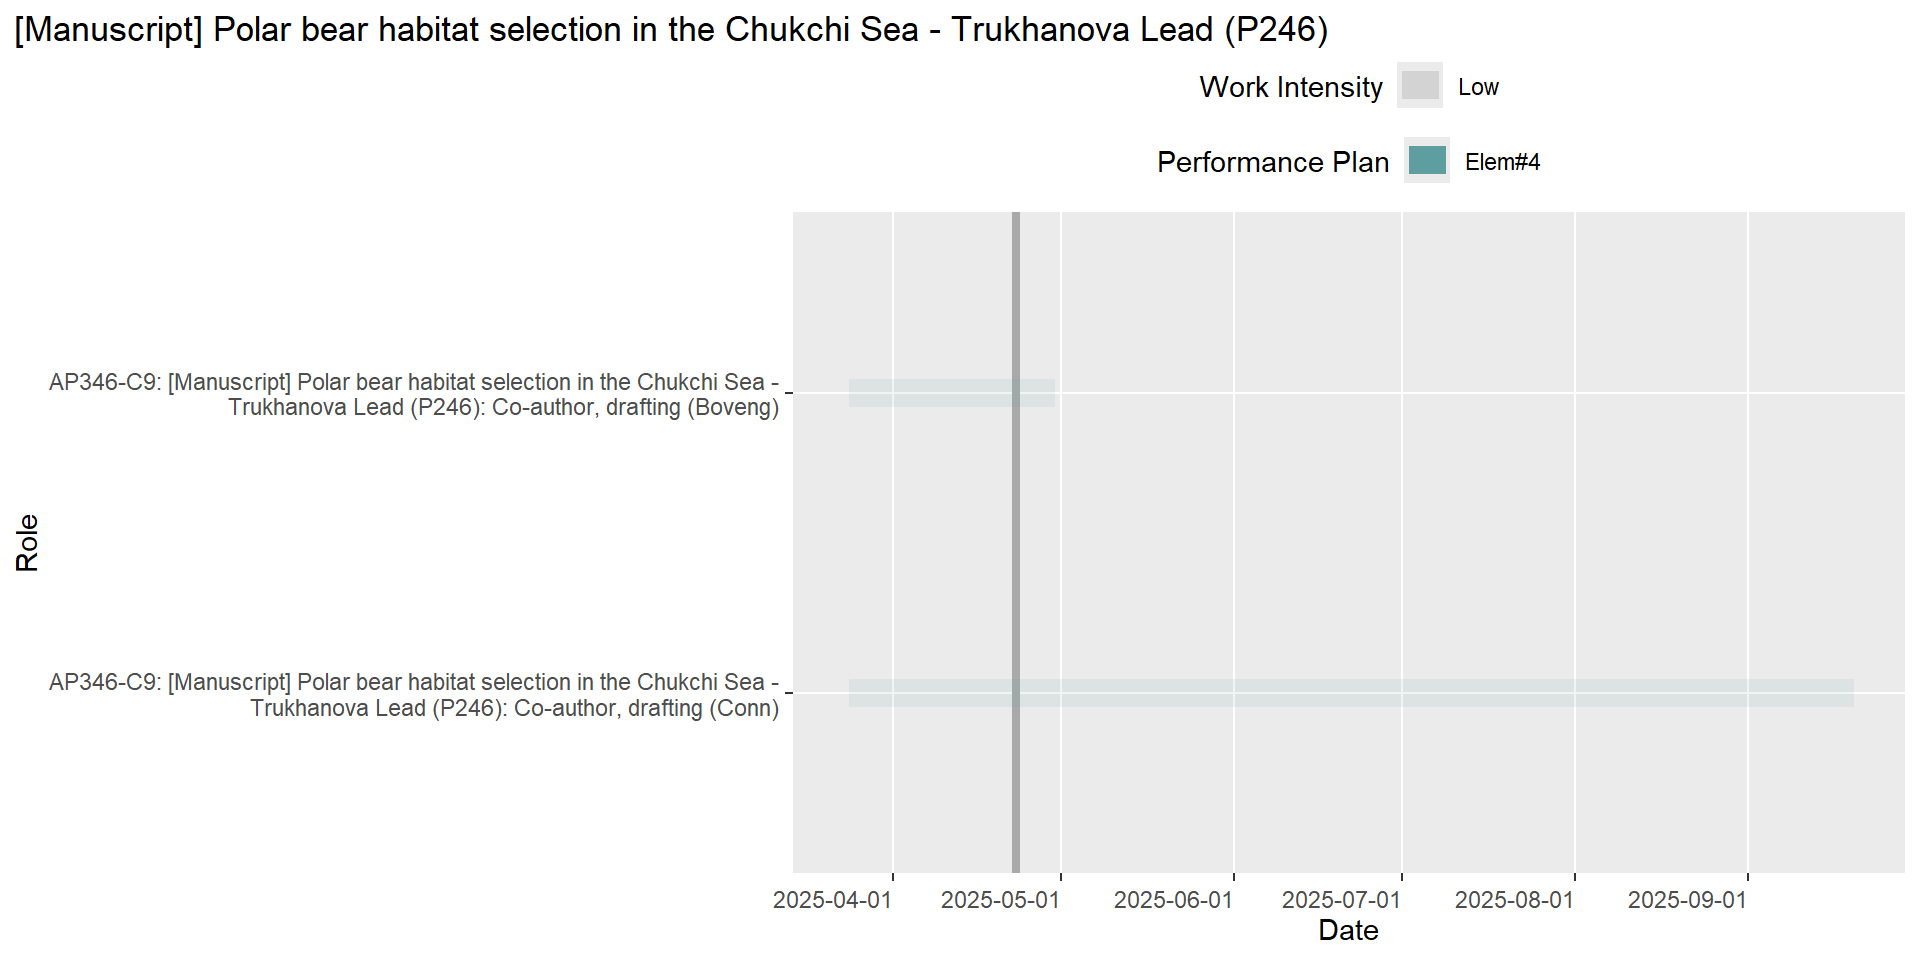 [Manuscript] Polar bear habitat selection in the Chukchi Sea - Trukhanova Lead (P246)
Work Intensity
Low
Performance Plan
Elem#4
AP346-C9: [Manuscript] Polar bear habitat selection in the Chukchi Sea -
Trukhanova Lead (P246): Co-author, drafting (Boveng)
Role
AP346-C9: [Manuscript] Polar bear habitat selection in the Chukchi Sea -
Trukhanova Lead (P246): Co-author, drafting (Conn)
2025-04-01 2025-05-01 2025-06-01 2025-07-01 2025-08-01 2025-09-01
Date